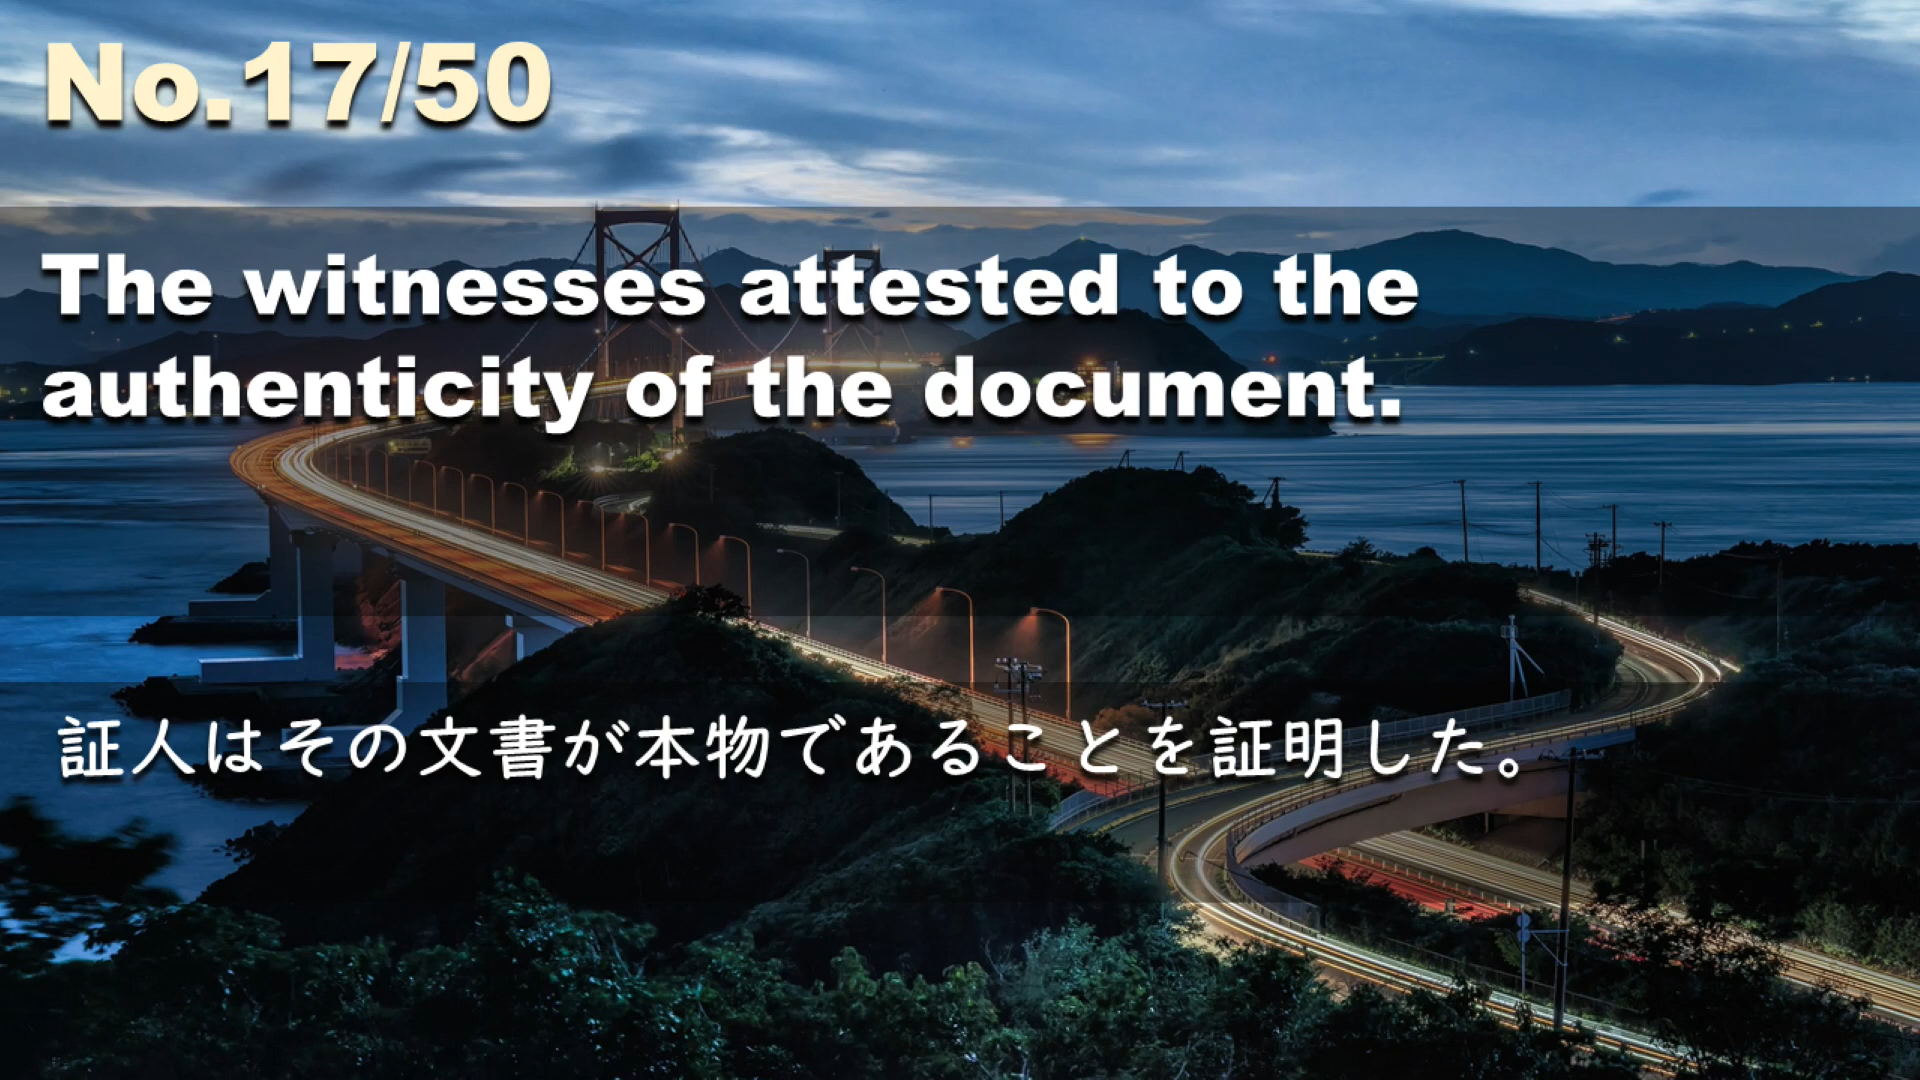 No.17/50
The witnesses attested to the
authenticity of the document.
証人はその文書が本物であることを証明した。